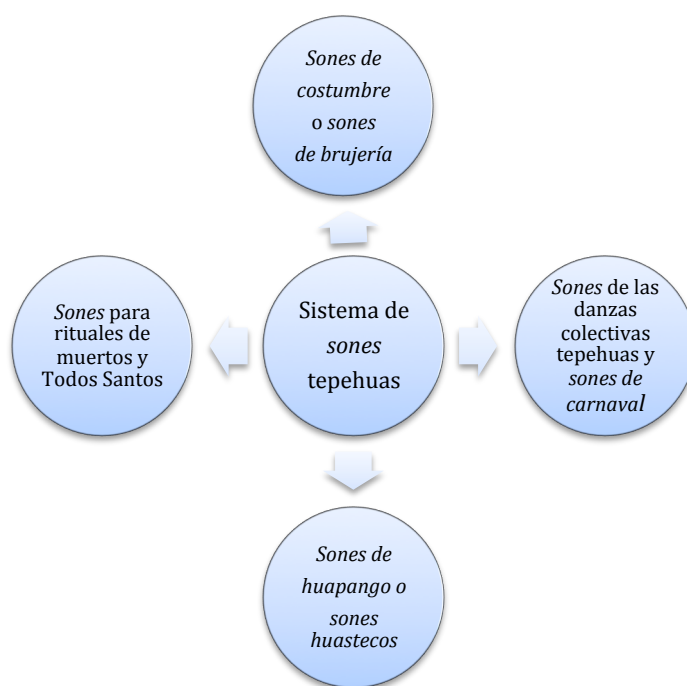 Sones de
costumbre
o sones
de brujería
Sones para
rituales de
muertos y
Todos Santos
Sistema de
sones
tepehuas
Sones de las
danzas
colectivas
tepehuas y
sones de
carnaval
Sones de
huapango o
sones
huastecos